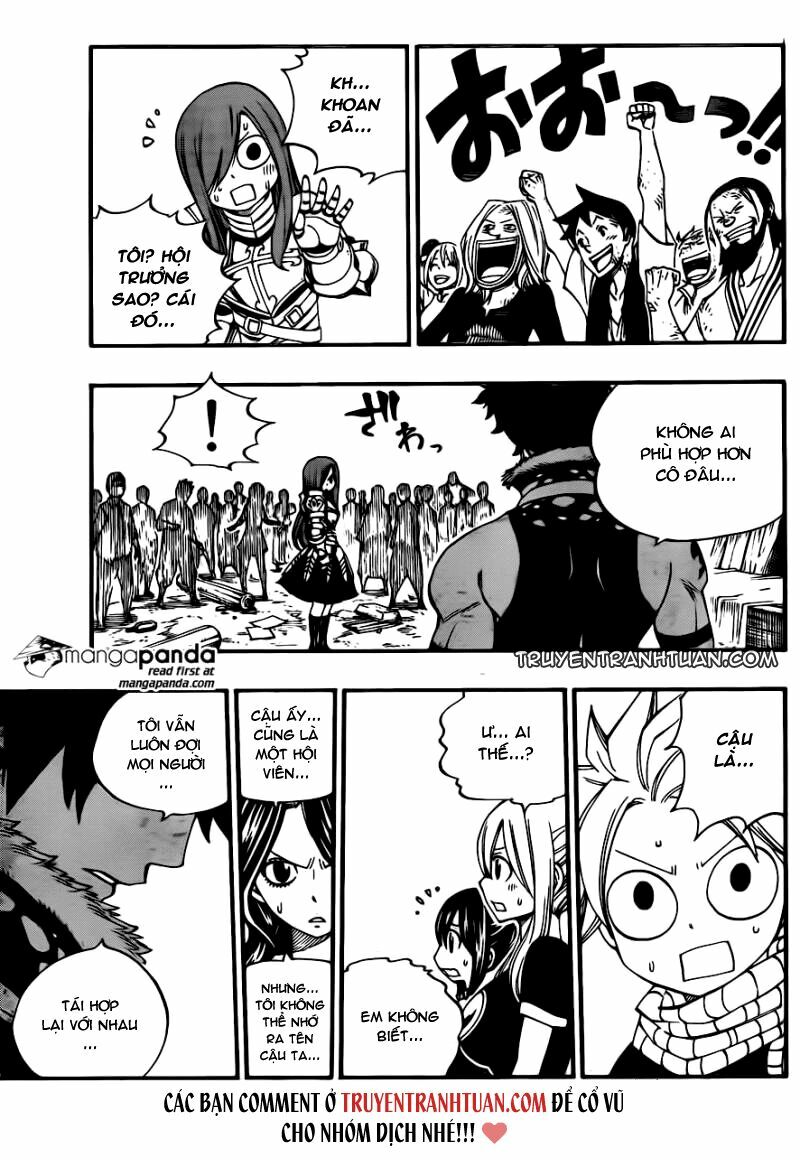 おおお～っ!!
KH...
KHOAN
ĐÃ...
TÔI? HỘI
TRƯỞNG
SAO? CÁI
ĐÓ...
KHÔNG AI
PHÙ HỢP HƠN
CÔ ĐÂU...
ざわっ
!
mangapanda
read first at
mangapanda.com
TRUYENTRANHTUAN.COM
CẬU
LÀ...
Ư... AI
THẾ...?
EM KHÔNG
BIẾT...
CẬU ẤY...
CŨNG LÀ
MỘT HỘI
VIÊN...
NHƯNG...
TÔI KHÔNG
THỂ NHỚ
RA TÊN
CẬU TA...
TÔI VẪN
LUÔN ĐỢI
MỌI NGƯỜI
...
TÁI HỢP
LẠI VỚI NHAU
...
CÁC BẠN COMMENT Ở TRUYENTRANHTUAN.COM ĐỂ CỔ VŨ
CHO NHÓM DỊCH NHÉ!!! ♥